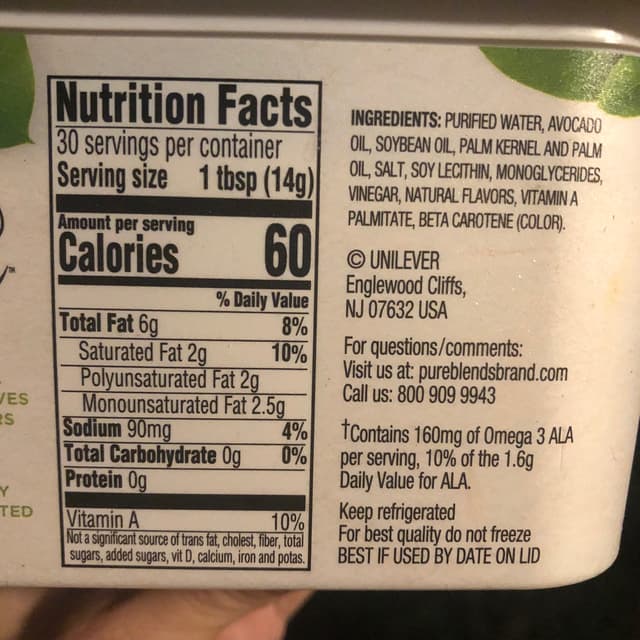 Nutrition Facts
30 servings per container
Serving size 1 tbsp (14g)
Amount per serving
Calories 60
% Daily Value
Total Fat 6g 8%
Saturated Fat 2g 10%
Polyunsaturated Fat 2g
Monounsaturated Fat 2.5g
Sodium 90mg 4%
Total Carbohydrate 0g 0%
Protein 0g
Vitamin A 10%
Not a significant source of trans fat, cholest, fiber, total
sugars, added sugars, vit D, calcium, iron and potas.
INGREDIENTS: PURIFIED WATER, AVOCADO
OIL, SOYBEAN OIL, PALM KERNEL AND PALM
OIL, SALT, SOY LECITHIN, MONOGLYCERIDES,
VINEGAR, NATURAL FLAVORS, VITAMIN A
PALMITATE, BETA CAROTENE (COLOR).
© UNILEVER
Englewood Cliffs,
NJ 07632 USA
For questions/comments:
Visit us at: pureblendsbrand.com
Call us: 800 909 9943
†Contains 160mg of Omega 3 ALA
per serving, 10% of the 1.6g
Daily Value for ALA.
Keep refrigerated
For best quality do not freeze
BEST IF USED BY DATE ON LID